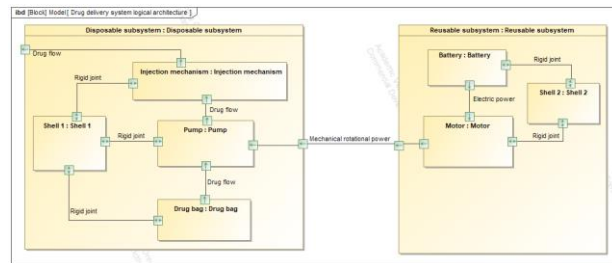 ibd [Block] Model[ Drug delivery system logical architecture ]
Disposable subsystem : Disposable subsystem
Drug flow
Injection mechanism : Injection mechanism
Rigid joint
Drug flow
Shell 1 : Shell 1
Rigid joint
Pump : Pump
Drug flow
Rigid joint
Drug bag : Drug bag
Mechanical rotational power
Reusable subsystem : Reusable subsystem
Battery : Battery
Rigid joint
Shell 2 : Shell 2
Electric power
Motor : Motor
Rigid joint